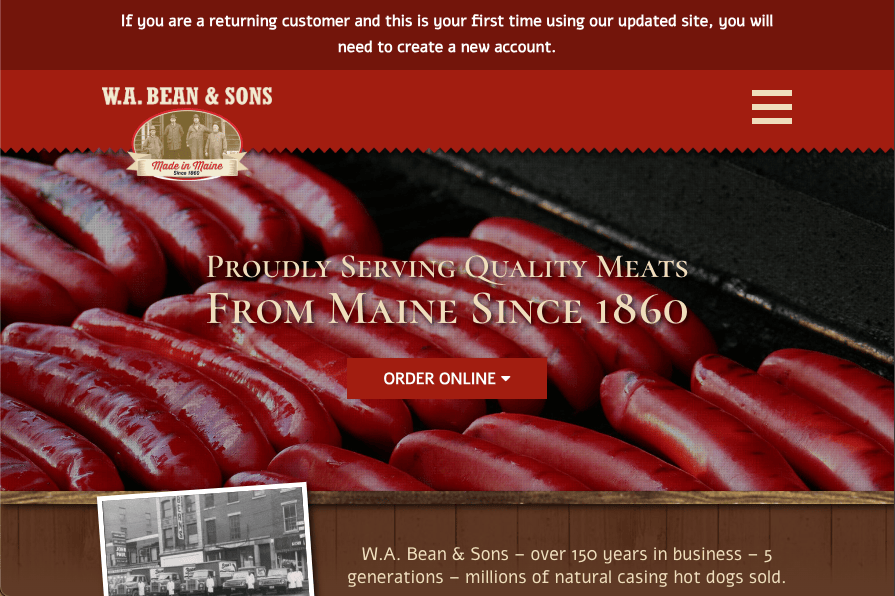 If you are a returning customer and this is your first time using our updated site, you will
need to create a new account.
W.A. BEAN & SONS
Made in Maine
Since 1860
Proudly Serving Quality Meats
From Maine Since 1860
ORDER ONLINE
W.A. Bean & Sons – over 150 years in business – 5
generations – millions of natural casing hot dogs sold.